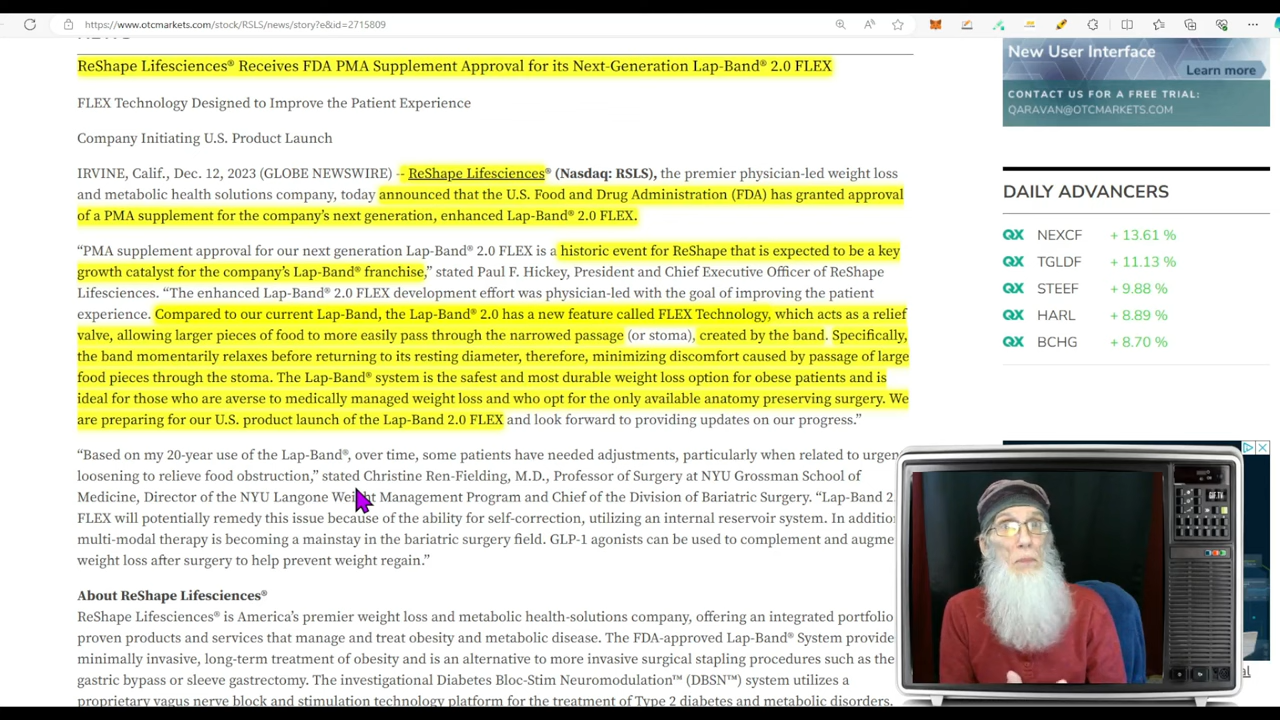 https://www.otcmarkets.com/stock/RSLS/news/story?e&id=2715809
ReShape Lifesciences® Receives FDA PMA Supplement Approval for its Next-Generation Lap-Band® 2.0 FLEX
FLEX Technology Designed to Improve the Patient Experience
Company Initiating U.S. Product Launch
IRVINE, Calif., Dec. 12, 2023 (GLOBE NEWSWIRE) -- ReShape Lifesciences® (Nasdaq: RSLS), the premier physician-led weight loss
and metabolic health solutions company, today announced that the U.S. Food and Drug Administration (FDA) has granted approval
of a PMA supplement for the company's next generation, enhanced Lap-Band® 2.0 FLEX.
“PMA supplement approval for our next generation Lap-Band® 2.0 FLEX is a historic event for ReShape that is expected to be a key
growth catalyst for the company’s Lap-Band® franchise,” stated Paul F. Hickey, President and Chief Executive Officer of ReShape
Lifesciences. “The enhanced Lap-Band® 2.0 FLEX development effort was physician-led with the goal of improving the patient
experience. Compared to our current Lap-Band, the Lap-Band® 2.0 has a new feature called FLEX Technology, which acts as a relief
valve, allowing larger pieces of food to more easily pass through the narrowed passage (or stoma), created by the band. Specifically,
the band momentarily relaxes before returning to its resting diameter, therefore, minimizing discomfort caused by passage of large
food pieces through the stoma. The Lap-Band® system is the safest and most durable weight loss option for obese patients and is
ideal for those who are averse to medically managed weight loss and who opt for the only available anatomy preserving surgery. We
are preparing for our U.S. product launch of the Lap-Band 2.0 FLEX and look forward to providing updates on our progress.”
“Based on my 20-year use of the Lap-Band®, over time, some patients have needed adjustments, particularly when related to urgen
loosening to relieve food obstruction,” stated Christine Ren-Fielding, M.D., Professor of Surgery at NYU Grossman School of
Medicine, Director of the NYU Langone Weight Management Program and Chief of the Division of Bariatric Surgery. “Lap-Band 2
FLEX will potentially remedy this issue because of the ability for self-correction, utilizing an internal reservoir system. In addition
multi-modal therapy is becoming a mainstay in the bariatric surgery field. GLP-1 agonists can be used to complement and augme
weight loss after surgery to help prevent weight regain.”
About ReShape Lifesciences®
ReShape Lifesciences® is America’s premier weight loss and metabolic health-solutions company, offering an integrated portfolio
proven products and services that manage and treat obesity and metabolic disease. The FDA-approved Lap-Band® System provide
minimally invasive, long-term treatment of obesity and is an alternative to more invasive surgical stapling procedures such as the
gastric bypass or sleeve gastrectomy. The investigational Diabetes Bloc-Stim Neuromodulation™ (DBSN™) system utilizes a
proprietary vagus nerve block and stimulation technology platform for the treatment of Type 2 diabetes and metabolic disorders.
New User Interface
Learn more
CONTACT US FOR A FREE TRIAL:
QARAVAN@OTCMARKETS.COM
DAILY ADVANCERS
QX NEXCF + 13.61 %
QX TGLDF + 11.13 %
QX STEEF + 9.88 %
QX HARL + 8.89 %
QX BCHG + 8.70 %